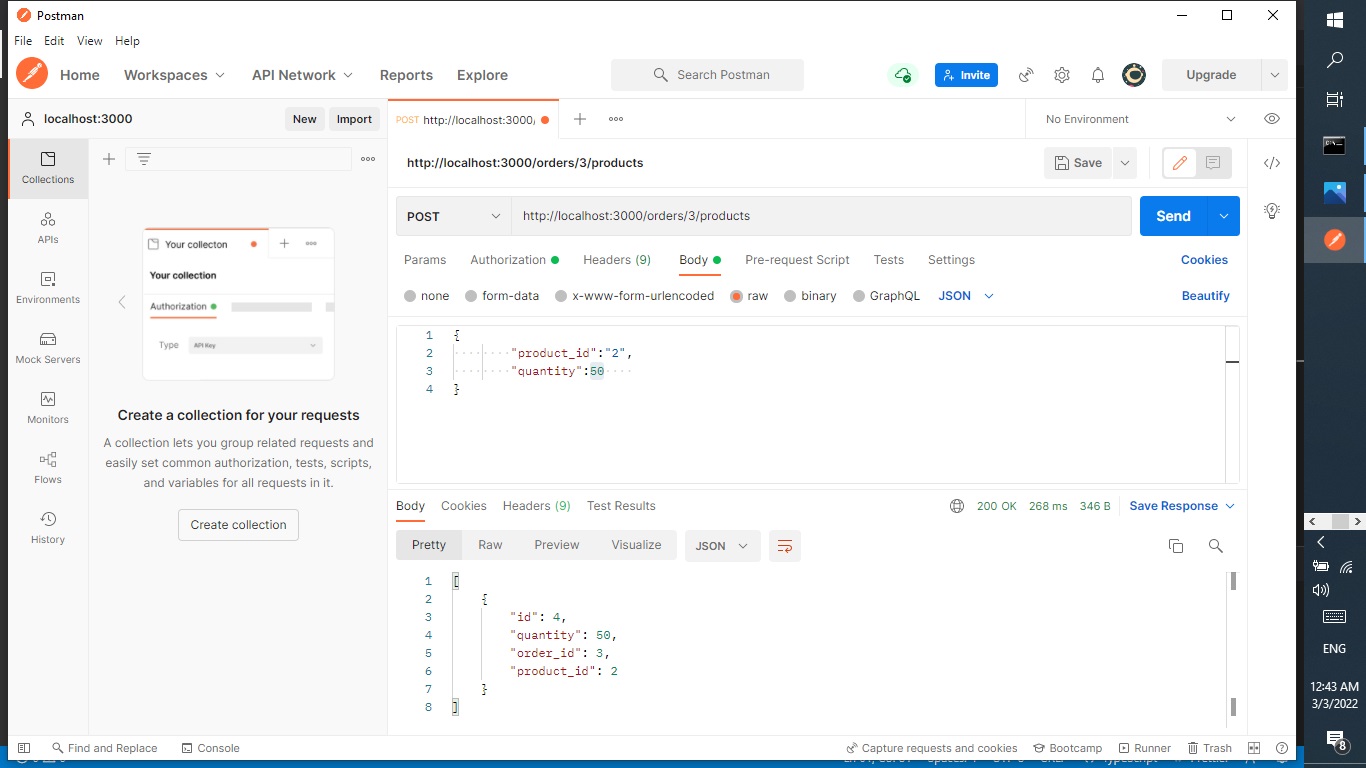 Postman
File Edit View Help
Home Workspaces API Network Reports Explore Search Postman Invite Upgrade
localhost:3000 New Import POST http://localhost:3000/ No Environment
http://localhost:3000/orders/3/products Save
POST http://localhost:3000/orders/3/products Send
Params Authorization Headers (9) Body Pre-request Script Tests Settings Cookies
none form-data x-www-form-urlencoded raw binary GraphQL JSON Beautify
1 {
2 "product_id":"2",
3 "quantity":50
4 }
Collections
APIs
Environments
Mock Servers
Monitors
Flows
History
Your collecton
Your collection
Authorization
Type API Key
Create a collection for your requests
A collection lets you group related requests and
easily set common authorization, tests, scripts,
and variables for all requests in it.
Create collection
Body Cookies Headers (9) Test Results 200 OK 268 ms 346 B Save Response
Pretty Raw Preview Visualize JSON
1 [
2 {
3 "id": 4,
4 "quantity": 50,
5 "order_id": 3,
6 "product_id": 2
7 }
8 ]
Find and Replace Console Capture requests and cookies Bootcamp Runner Trash
ENG
12:43 AM
3/3/2022
8